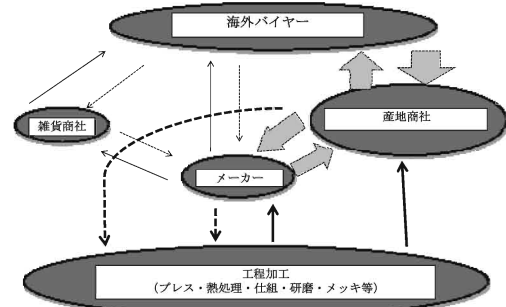 海外バイヤー
産地商社
雑貨商社
メーカー
工程加工
（プレス・熱処理・仕組・研磨・メッキ等）